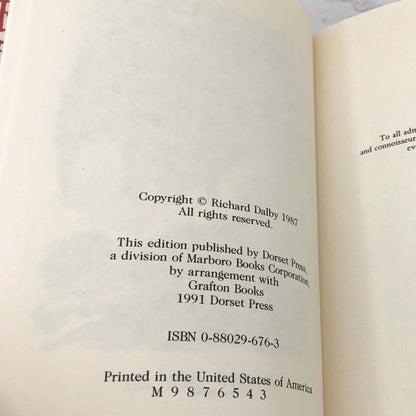 Copyright © Richard Dalby 1987
All rights reserved.
This edition published by Dorset Press,
a division of Marboro Books Corporation,
by arrangement with
Grafton Books
1991 Dorset Press
ISBN 0-88029-676-3
Printed in the United States of America
M 9 8 7 6 5 4 3
To all adm
and connoisseur
eve